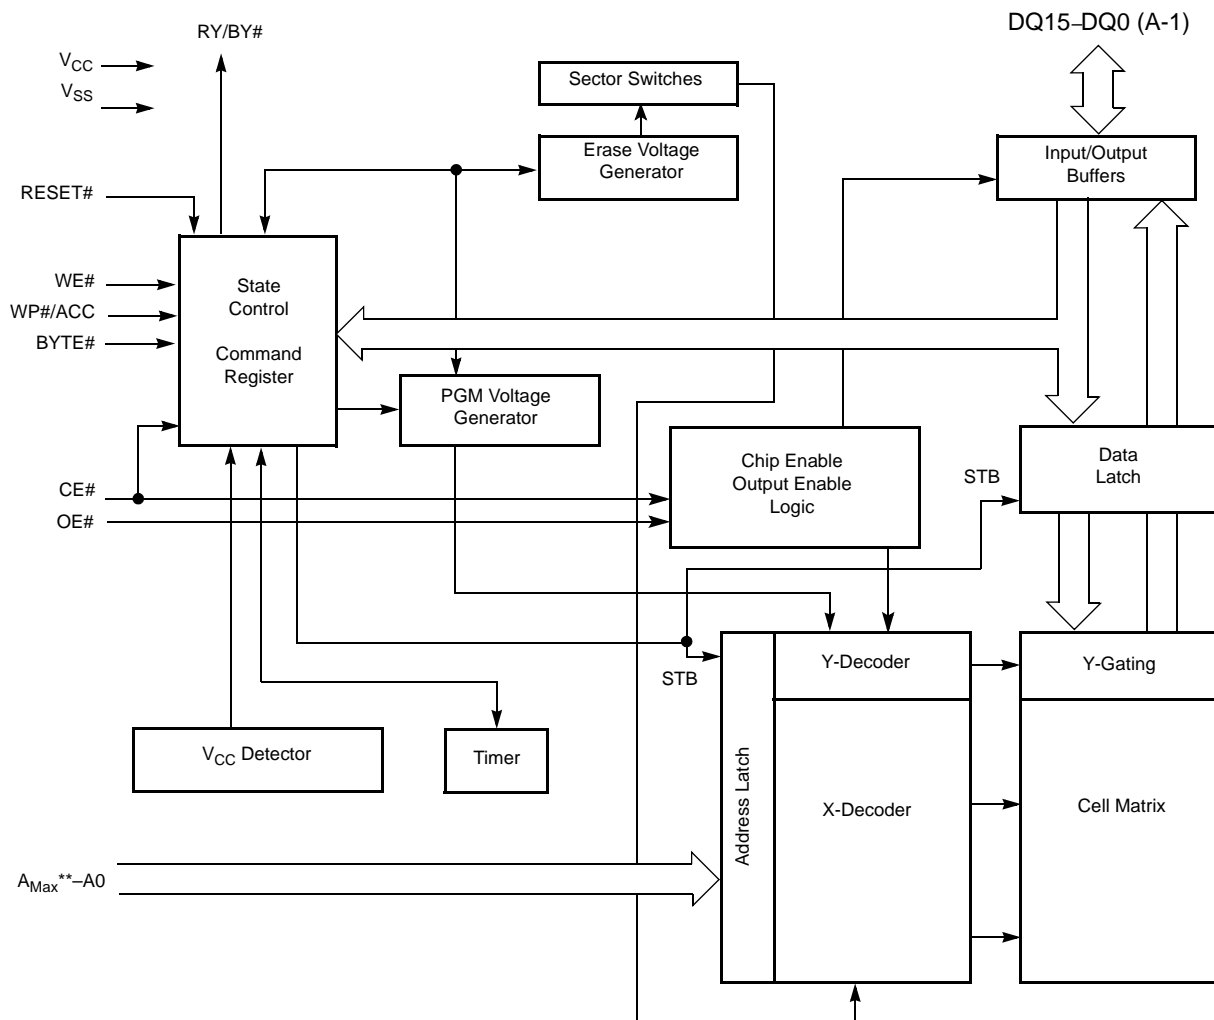 DQ15–DQ0 (A-1)
RY/BY#
VCC
VSS
Sector Switches
Erase Voltage
Generator
Input/Output
Buffers
RESET#
WE#
WP#/ACC
BYTE#
State
Control
Command
Register
PGM Voltage
Generator
Chip Enable
Output Enable
Logic
Data
Latch
STB
CE#
OE#
STB
Y-Decoder
Y-Gating
VCC Detector
Timer
Address Latch
X-Decoder
Cell Matrix
AMax**–A0